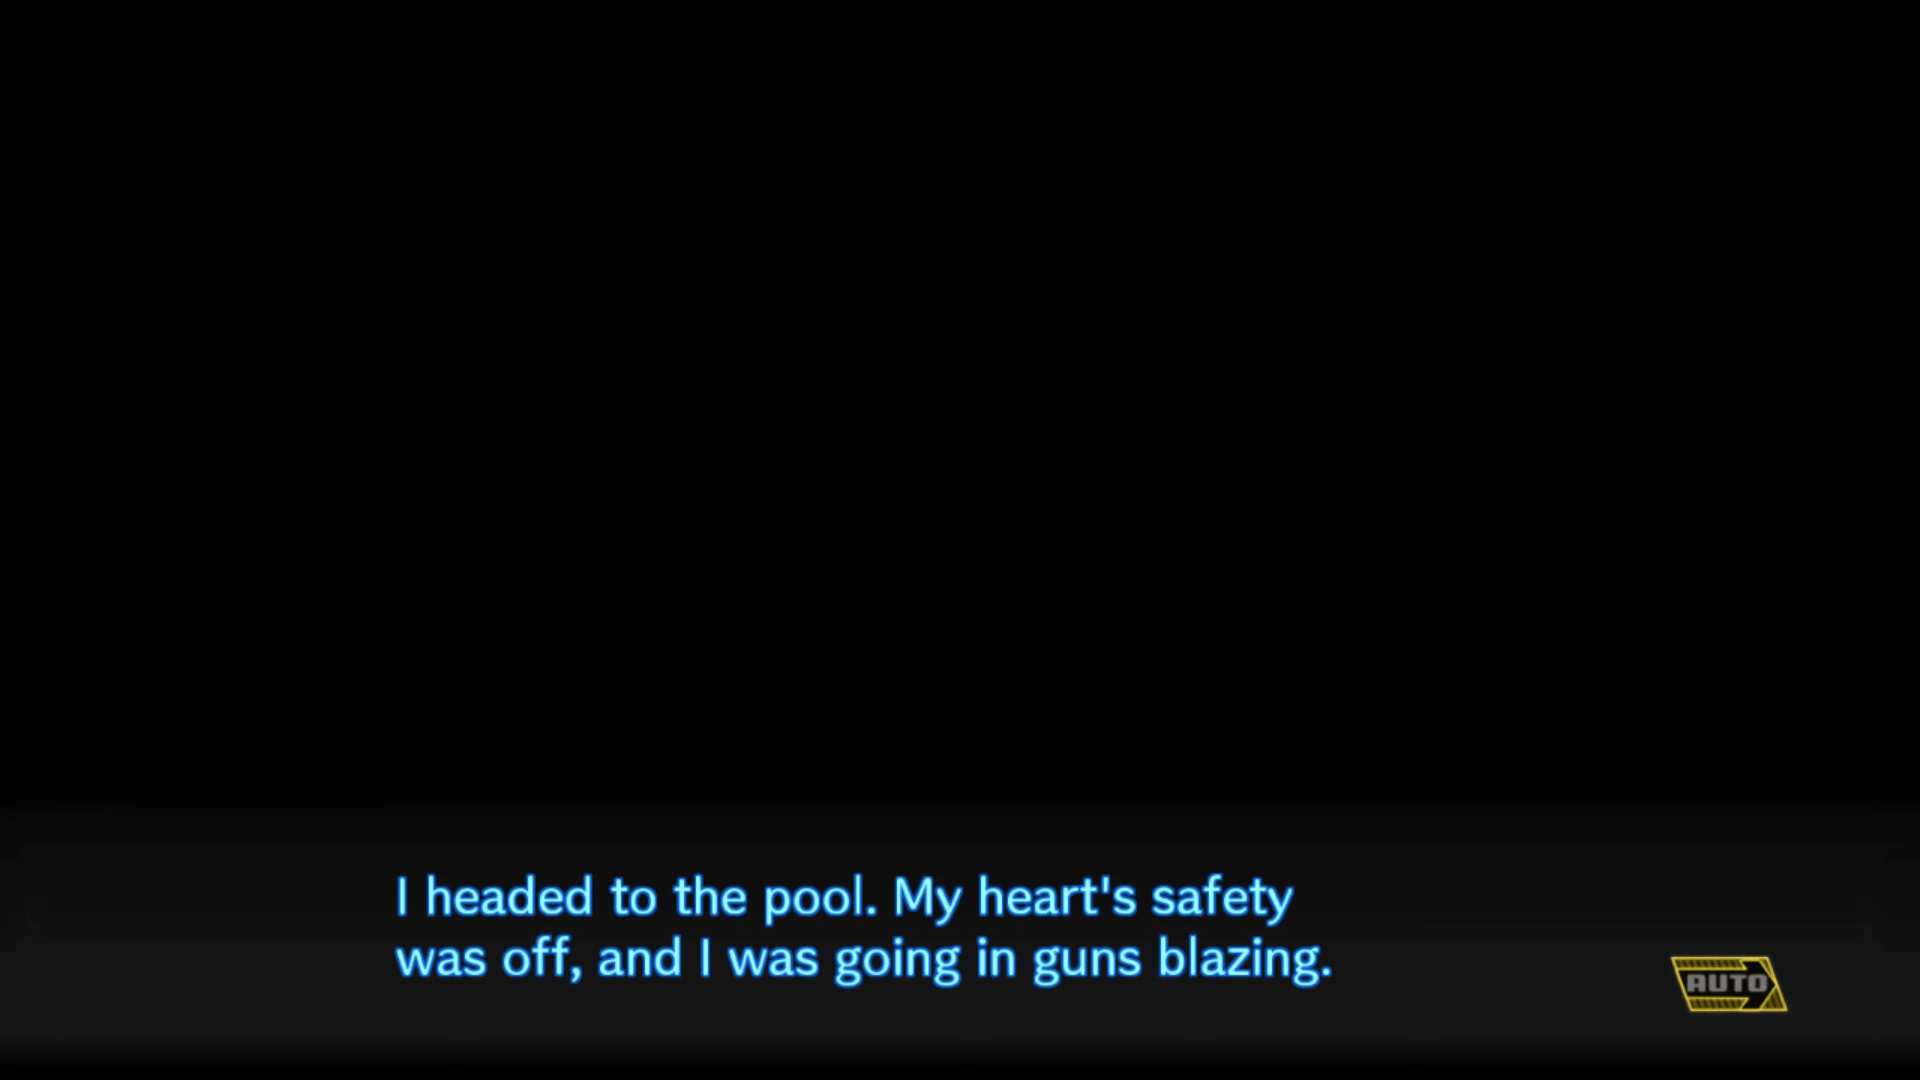 I headed to the pool. My heart's safety
was off, and I was going in guns blazing.
AUTO